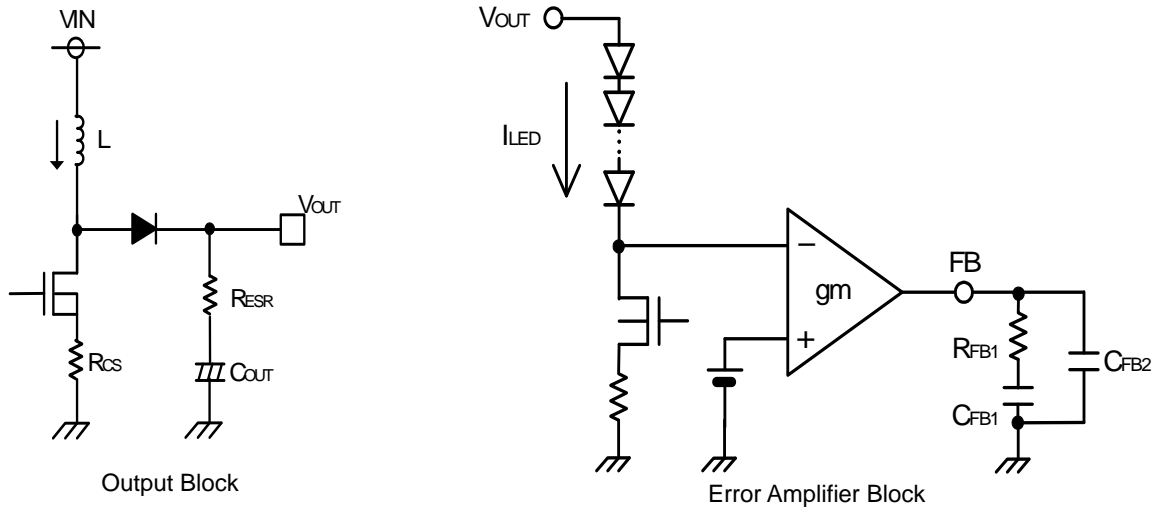 VIN
L
VOUT
RESR
RCS
COUT
Output Block
VOUT
ILED
−
gm
+
FB
RFB1
CFB2
CFB1
Error Amplifier Block